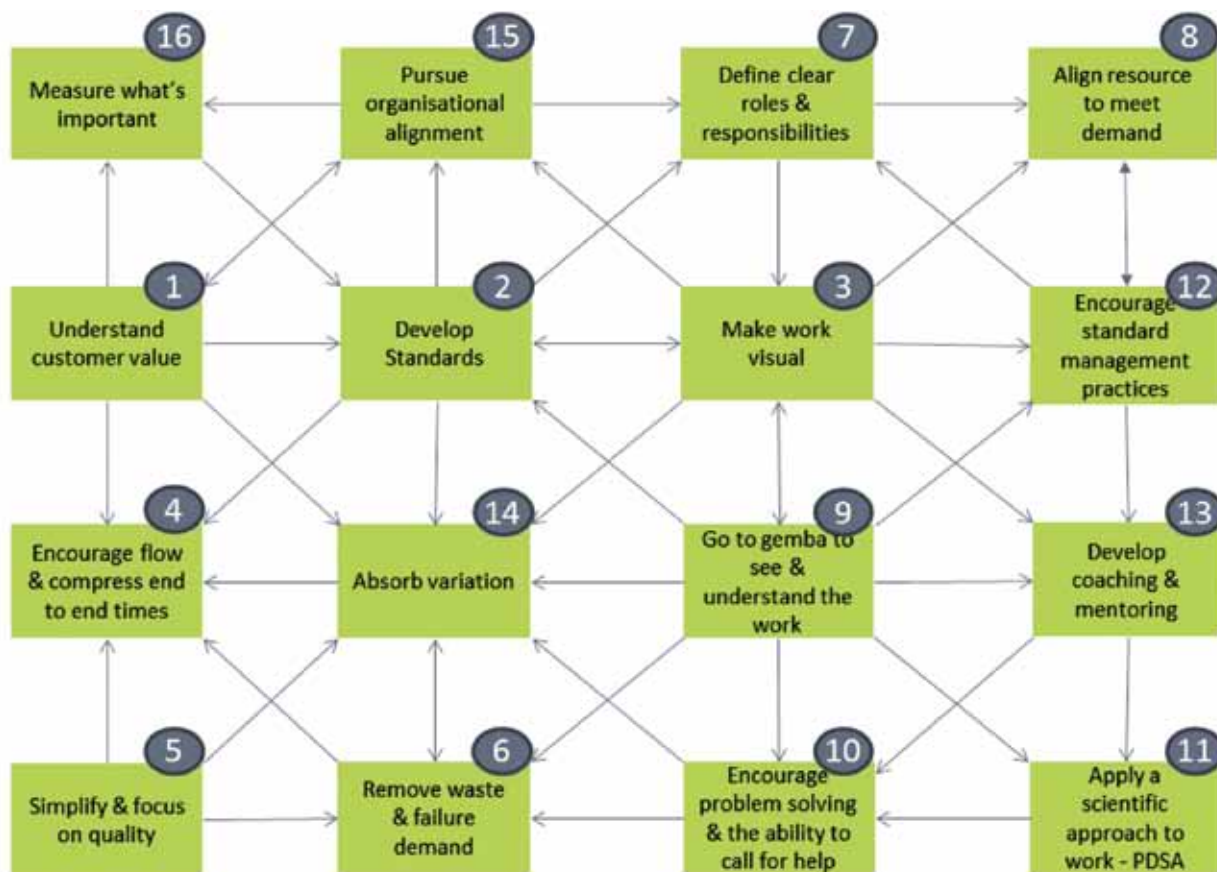 16
Measure what's
important
15
Pursue
organisational
alignment
7
Define clear
roles &
responsibilities
8
Align resource
to meet
demand
1
Understand
customer value
2
Develop
Standards
3
Make work
visual
12
Encourage
standard
management
practices
4
Encourage flow
& compress end
to end times
14
Absorb variation
9
Go to gemba to
see &
understand the
work
13
Develop
coaching &
mentoring
5
Simplify & focus
on quality
6
Remove waste
& failure
demand
10
Encourage
problem solving
& the ability to
call for help
11
Apply a
scientific
approach to
work - PDSA